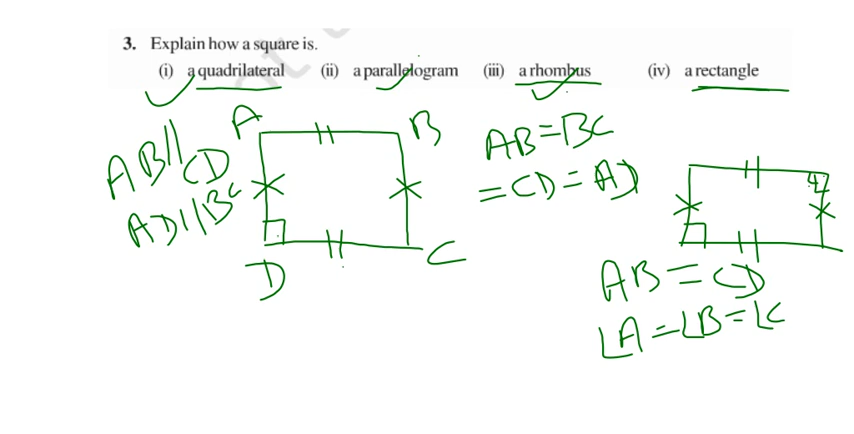 3. Explain how a square is.
(i) a quadrilateral (ii) a parallelogram (iii) a rhombus (iv) a rectangle
A B
AB//CD
AD//BC
AB=BC
=CD=AD
D C
AB=CD
∠A=∠B=∠C